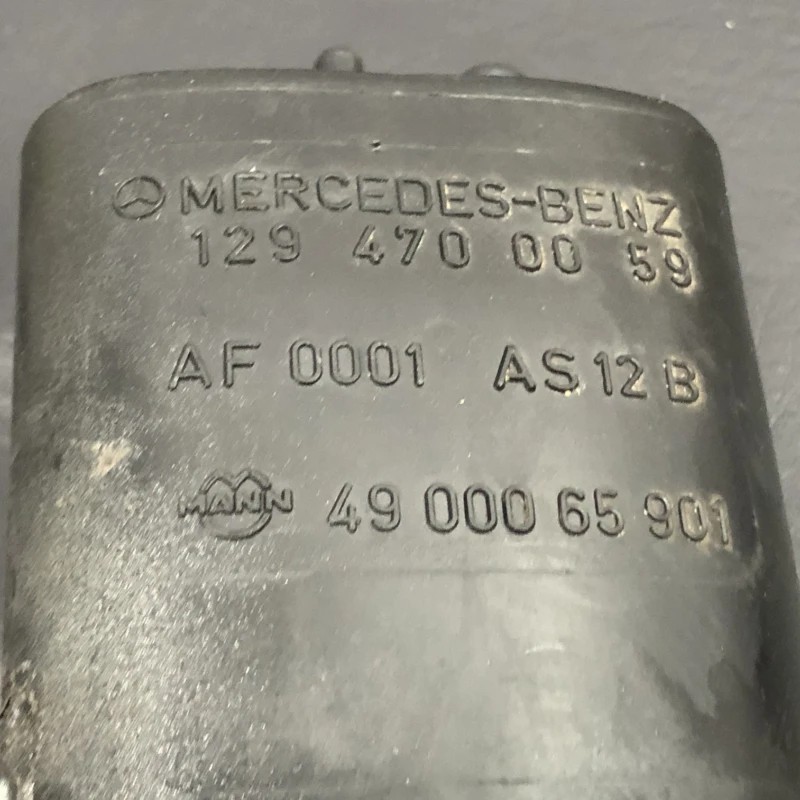 MERCEDES-BENZ
129 470 00 59
AF 0001 AS 12 B
MANN 49 000 65 901